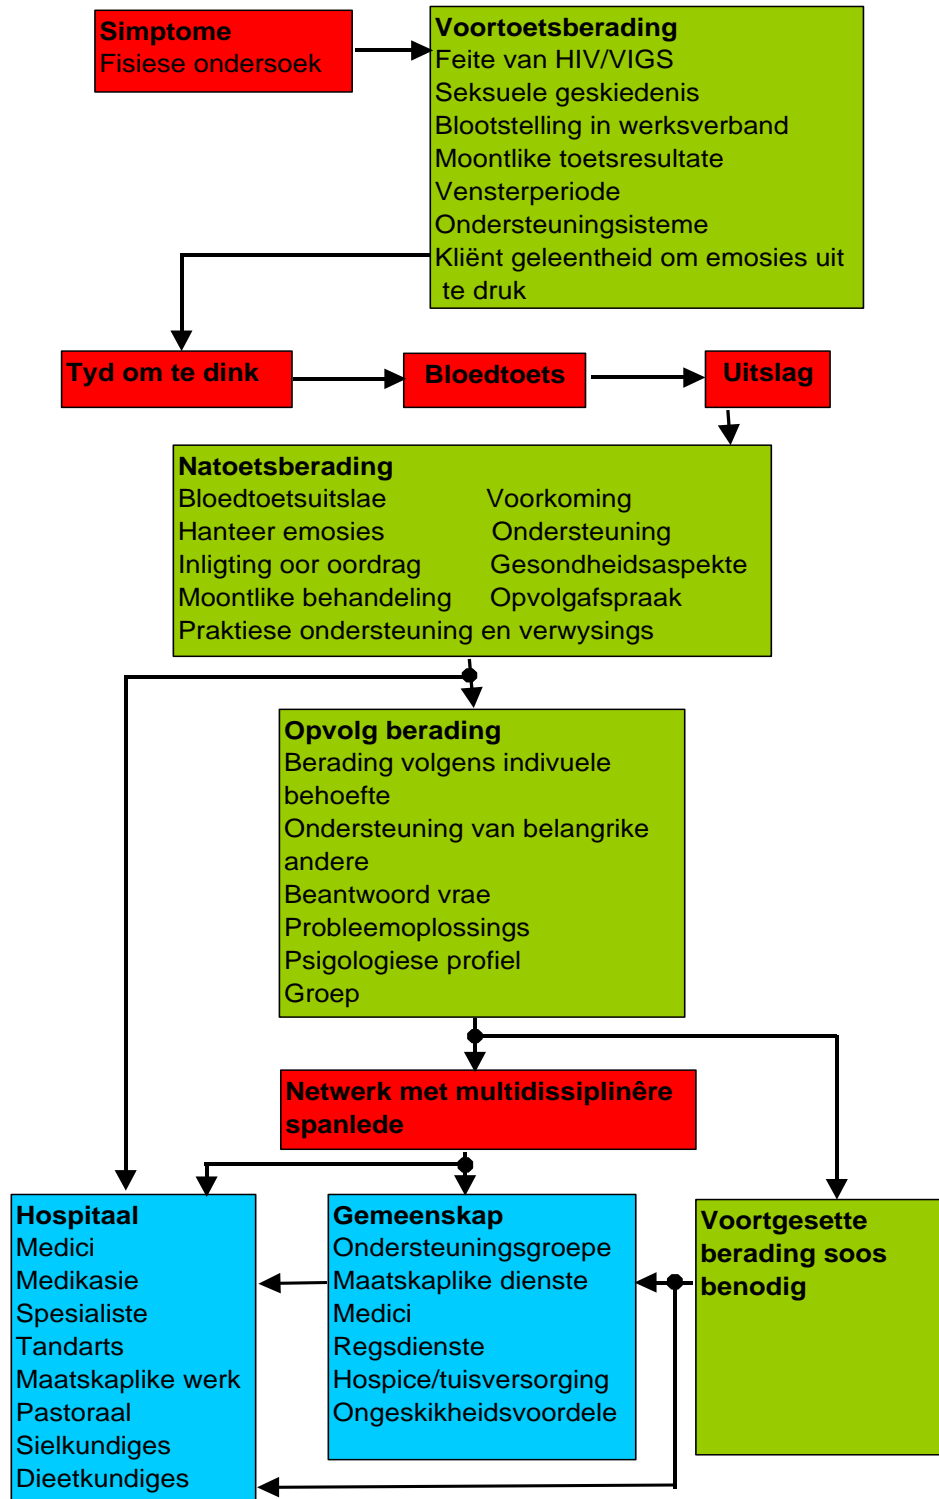 Simptome
Fisiese ondersoek
Voortoetsberading
Feite van HIV/VIGS
Seksuele geskiedenis
Blootstelling in werksverband
Moontlike toetsresultate
Vensterperiode
Ondersteuningsisteme
Kliënt geleentheid om emosies uit
te druk
Tyd om te dink
Bloedtoets
Uitslag
Natoetsberading
Bloedtoetsuitslae Voorkoming
Hanteer emosies Ondersteuning
Inligting oor oordrag Gesondheidsaspekte
Moontlike behandeling Opvolgafspraak
Praktiese ondersteuning en verwysings
Opvolg berading
Berading volgens indivuele
behoefte
Ondersteuning van belangrike
andere
Beantwoord vrae
Probleemoplossings
Psigologiese profiel
Groep
Netwerk met multidissiplinêre
spanlede
Hospitaal
Medici
Medikasie
Spesialiste
Tandarts
Maatskaplike werk
Pastoraal
Sielkundiges
Dieetkundiges
Gemeenskap
Ondersteuningsgroepe
Maatskaplike dienste
Medici
Regsdienste
Hospice/tuisversorging
Ongeskikheidsvoordele
Voortgesette
berading soos
benodig